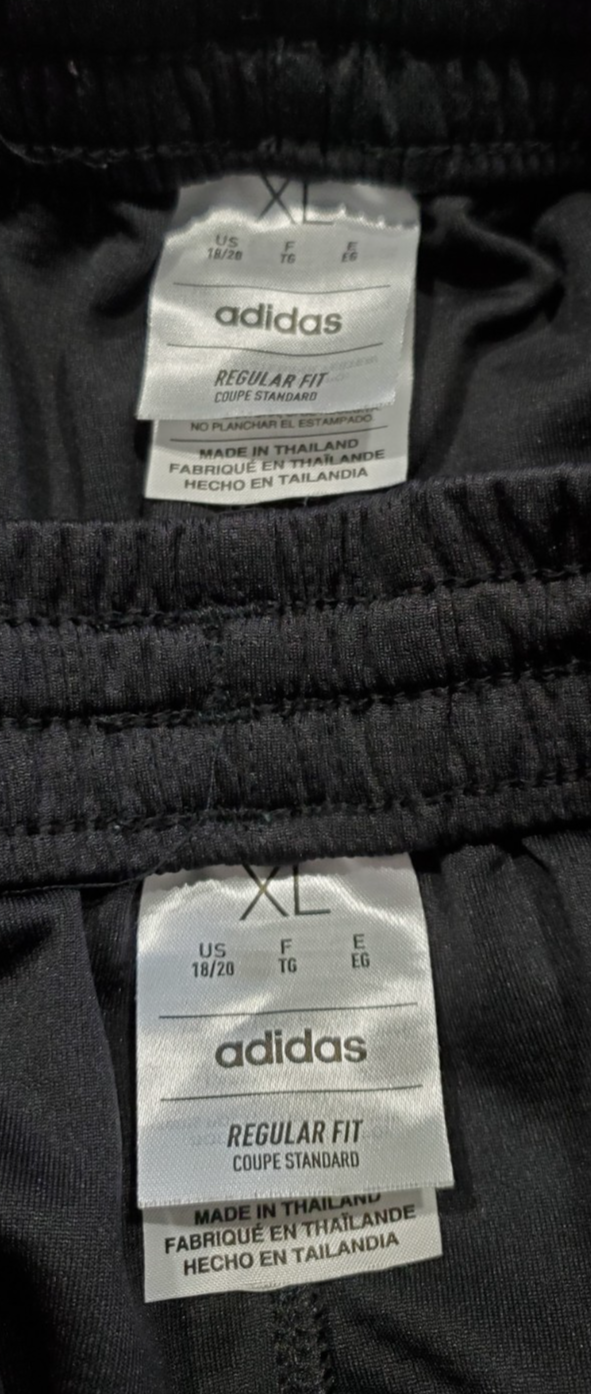 XL
US F E
18/20 TG EG
adidas
REGULAR FIT
COUPE STANDARD
NO PLANCHAR EL ESTAMPADO
MADE IN THAILAND
FABRIQUÉ EN THAÏLANDE
HECHO EN TAILANDIA
XL
US F E
18/20 TG EG
adidas
REGULAR FIT
COUPE STANDARD
MADE IN THAILAND
FABRIQUÉ EN THAÏLANDE
HECHO EN TAILANDIA